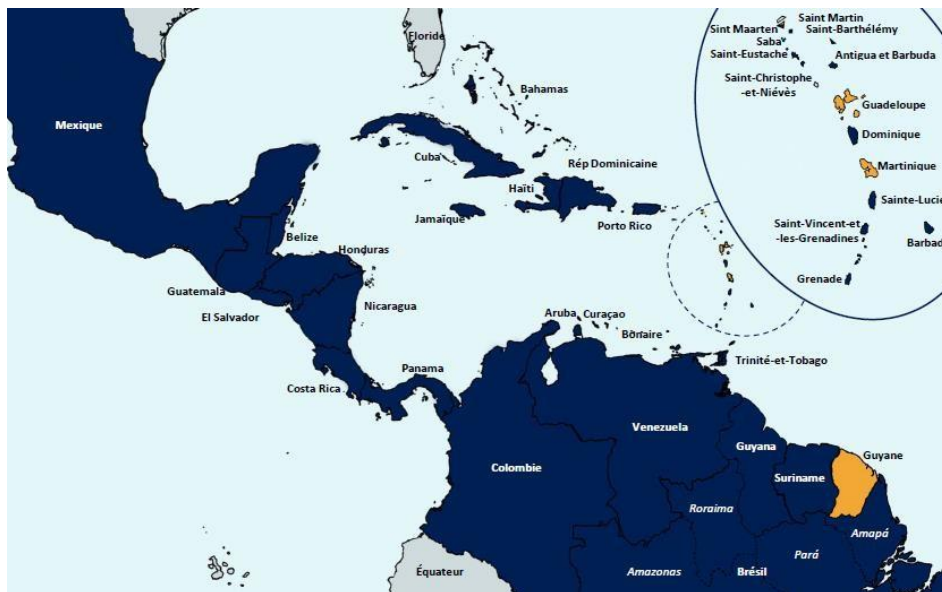 Saint Martin
Sint Maarten
Saint-Barthélémy
Saba
Saint-Eustache
Antigua et Barbuda
Saint-Christophe
-et-Niévès
Guadeloupe
Dominique
Martinique
Sainte-Lucie
Saint-Vincent-et
-les-Grenadines
Barbad
Grenade
Floride
Bahamas
Mexique
Cuba
Rép Dominicaine
Haïti
Jamaïque
Porto Rico
Belize
Honduras
Guatemala
Nicaragua
El Salvador
Aruba
Curaçao
Bonaire
Trinité-et-Tobago
Costa Rica
Panama
Venezuela
Guyana
Guyane
Colombie
Suriname
Roraima
Amapá
Pará
Équateur
Amazonas
Brésil